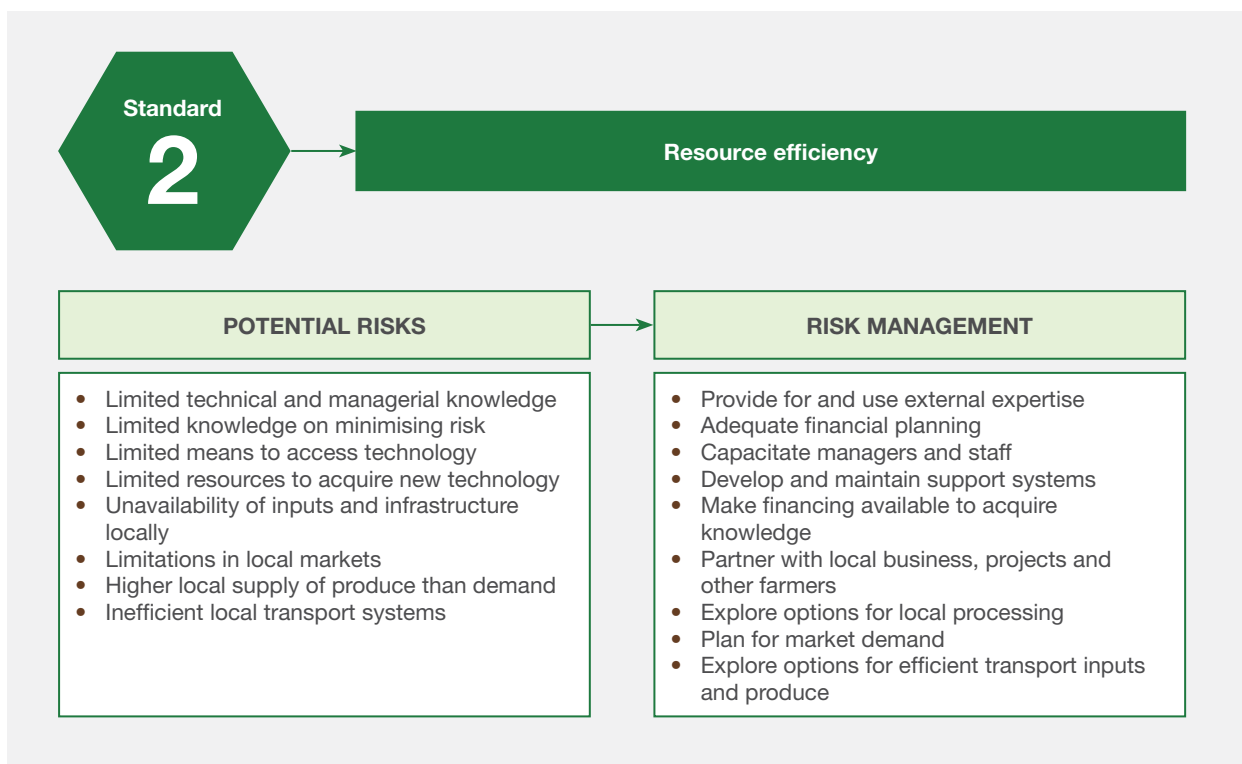 Standard
2
Resource efficiency
POTENTIAL RISKS
• Limited technical and managerial knowledge
• Limited knowledge on minimising risk
• Limited means to access technology
• Limited resources to acquire new technology
• Unavailability of inputs and infrastructure
locally
• Limitations in local markets
• Higher local supply of produce than demand
• Inefficient local transport systems
RISK MANAGEMENT
• Provide for and use external expertise
• Adequate financial planning
• Capacitate managers and staff
• Develop and maintain support systems
• Make financing available to acquire
knowledge
• Partner with local business, projects and
other farmers
• Explore options for local processing
• Plan for market demand
• Explore options for efficient transport inputs
and produce